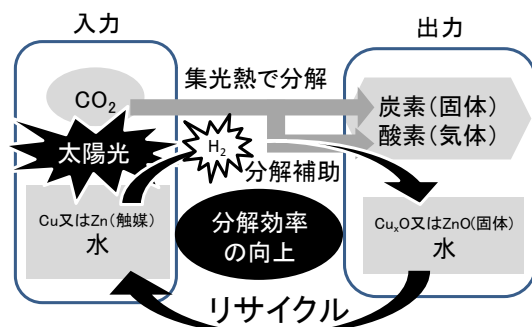 入力
出力
CO2
集光熱で分解
炭素(固体)
酸素(気体)
太陽光
H2
分解補助
Cu又はZn(触媒)
水
分解効率
の向上
CuxO又はZnO(固体)
水
リサイクル